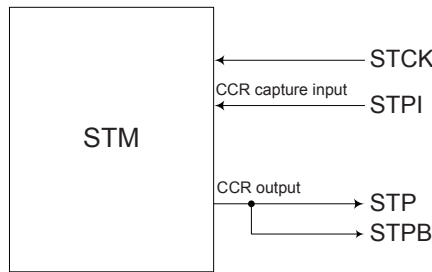 STCK
CCR capture input
STPI
STM
CCR output
STP
STPB